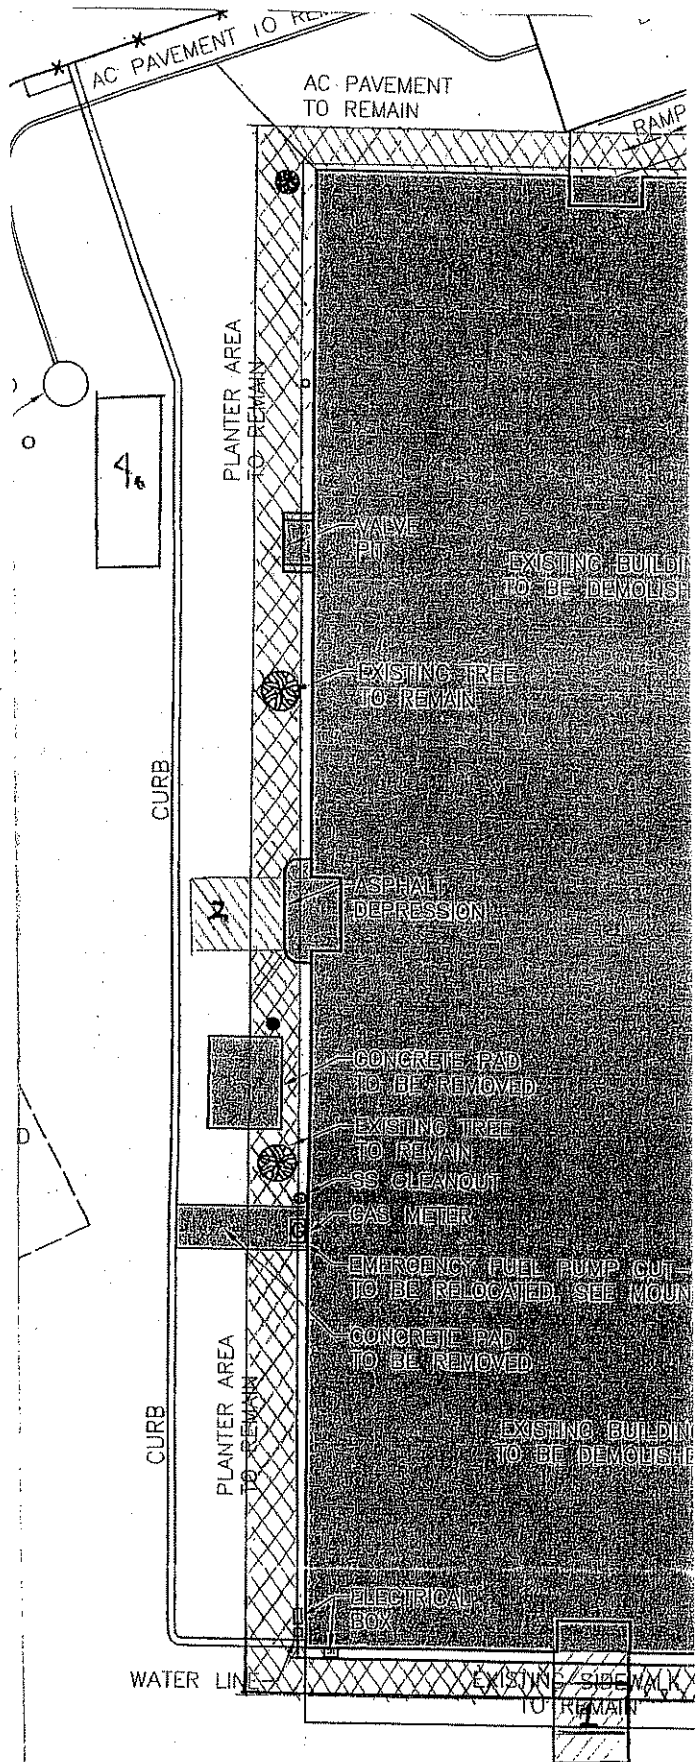 AC PAVEMENT TO
AC PAVEMENT
TO REMAIN
RAMP
PLANTER AREA
TO REMAIN
4
VALVE
PIT
EXISTING BUILDI
TO BE DEMOLISH
EXISTING TREE
TO REMAIN
CURB
2
ASPHALT
DEPRESSION
CONCRETE PAD
TO BE REMOVED
EXISTING TREE
TO REMAIN
SS CLEANOUT
GAS METER
G
EMERGENCY FUEL PUMP CUT-
TO BE RELOCATED, SEE MOUN
CONCRETE PAD
TO BE REMOVED
PLANTER AREA
TO REMAIN
CURB
EXISTING BUILDIN
TO BE DEMOLISHE
ELECTRICAL
BOX
WATER LINE
EXISTING SIDEWALK
TO REMAIN
1